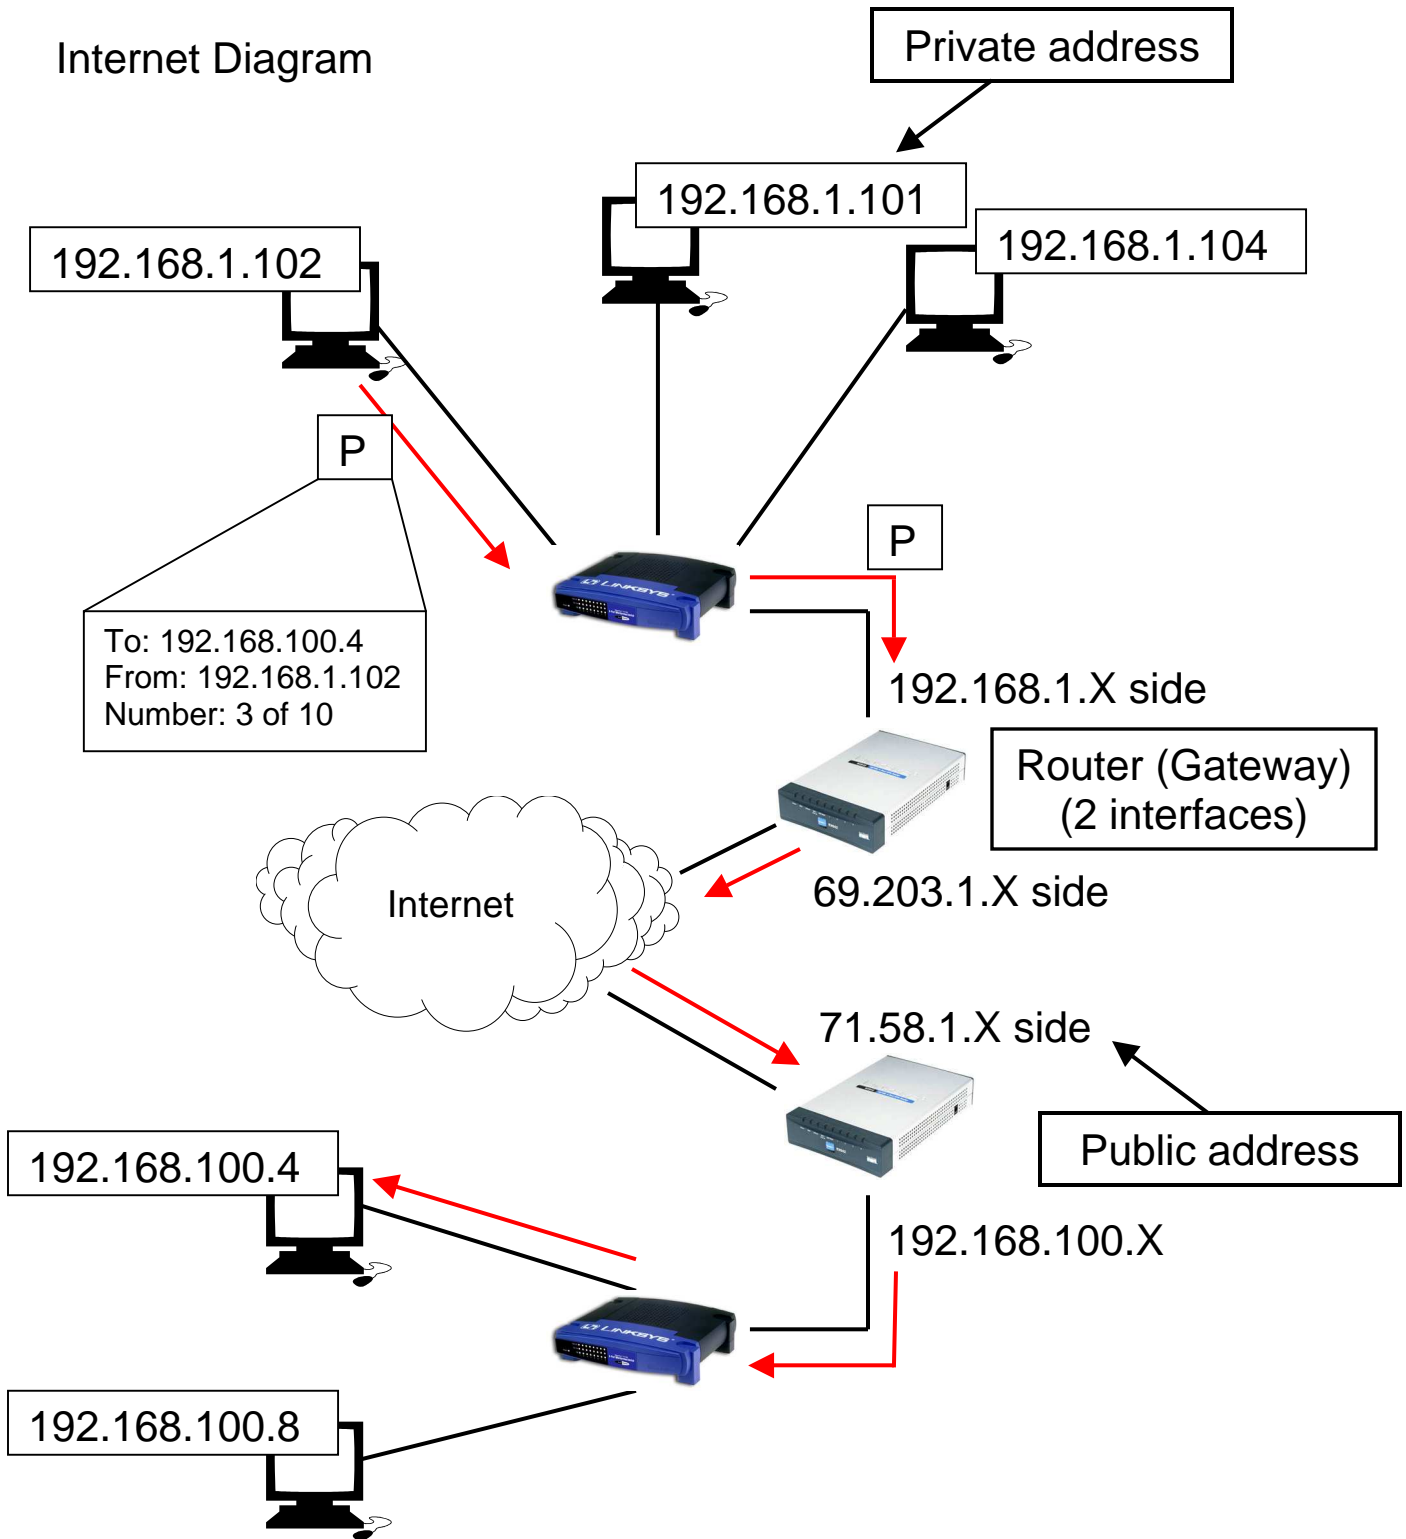 Internet Diagram
Private address
192.168.1.101
192.168.1.104
192.168.1.102
P
P
LINKSYS
To: 192.168.100.4
From: 192.168.1.102
Number: 3 of 10
192.168.1.X side
Router (Gateway)
(2 interfaces)
Internet
69.203.1.X side
71.58.1.X side
Public address
192.168.100.4
192.168.100.X
LINKSYS
192.168.100.8